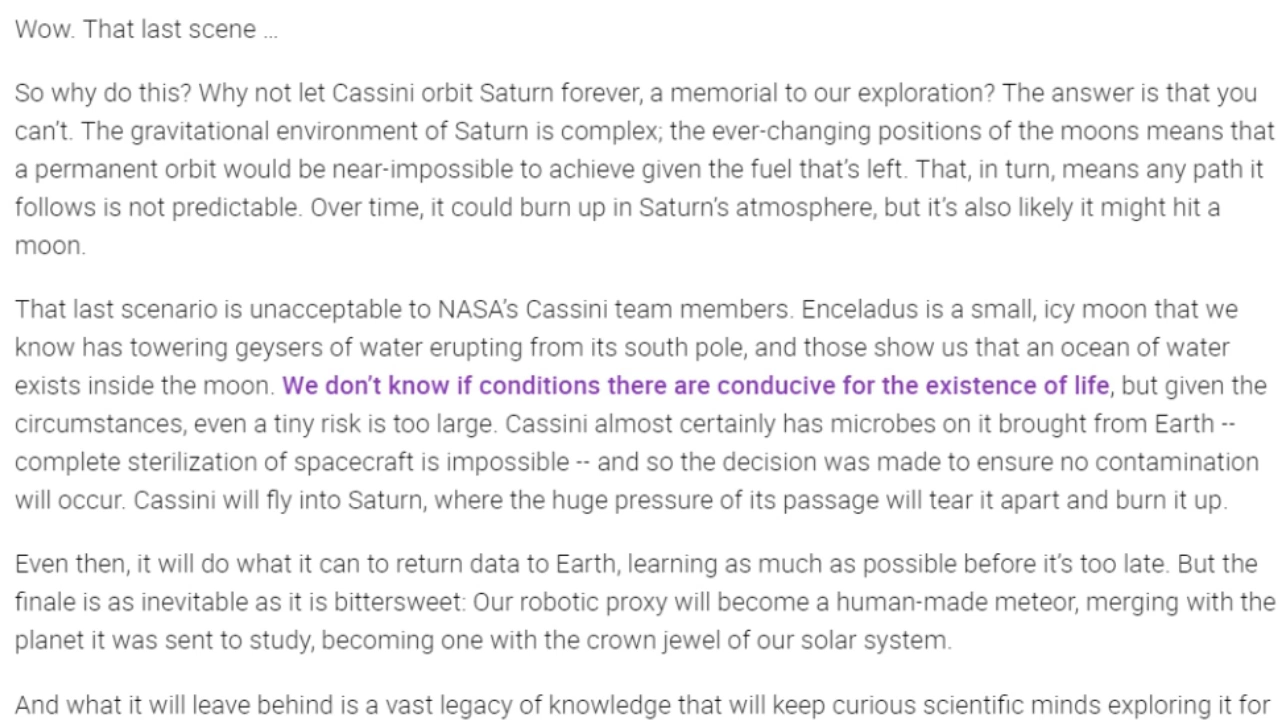 Wow. That last scene ...
So why do this? Why not let Cassini orbit Saturn forever, a memorial to our exploration? The answer is that you
can't. The gravitational environment of Saturn is complex; the ever-changing positions of the moons means that
a permanent orbit would be near-impossible to achieve given the fuel that's left. That, in turn, means any path it
follows is not predictable. Over time, it could burn up in Saturn's atmosphere, but it's also likely it might hit a
moon.
That last scenario is unacceptable to NASA's Cassini team members. Enceladus is a small, icy moon that we
know has towering geysers of water erupting from its south pole, and those show us that an ocean of water
exists inside the moon. We don't know if conditions there are conducive for the existence of life, but given the
circumstances, even a tiny risk is too large. Cassini almost certainly has microbes on it brought from Earth --
complete sterilization of spacecraft is impossible -- and so the decision was made to ensure no contamination
will occur. Cassini will fly into Saturn, where the huge pressure of its passage will tear it apart and burn it up.
Even then, it will do what it can to return data to Earth, learning as much as possible before it's too late. But the
finale is as inevitable as it is bittersweet: Our robotic proxy will become a human-made meteor, merging with the
planet it was sent to study, becoming one with the crown jewel of our solar system.
And what it will leave behind is a vast legacy of knowledge that will keep curious scientific minds exploring it for